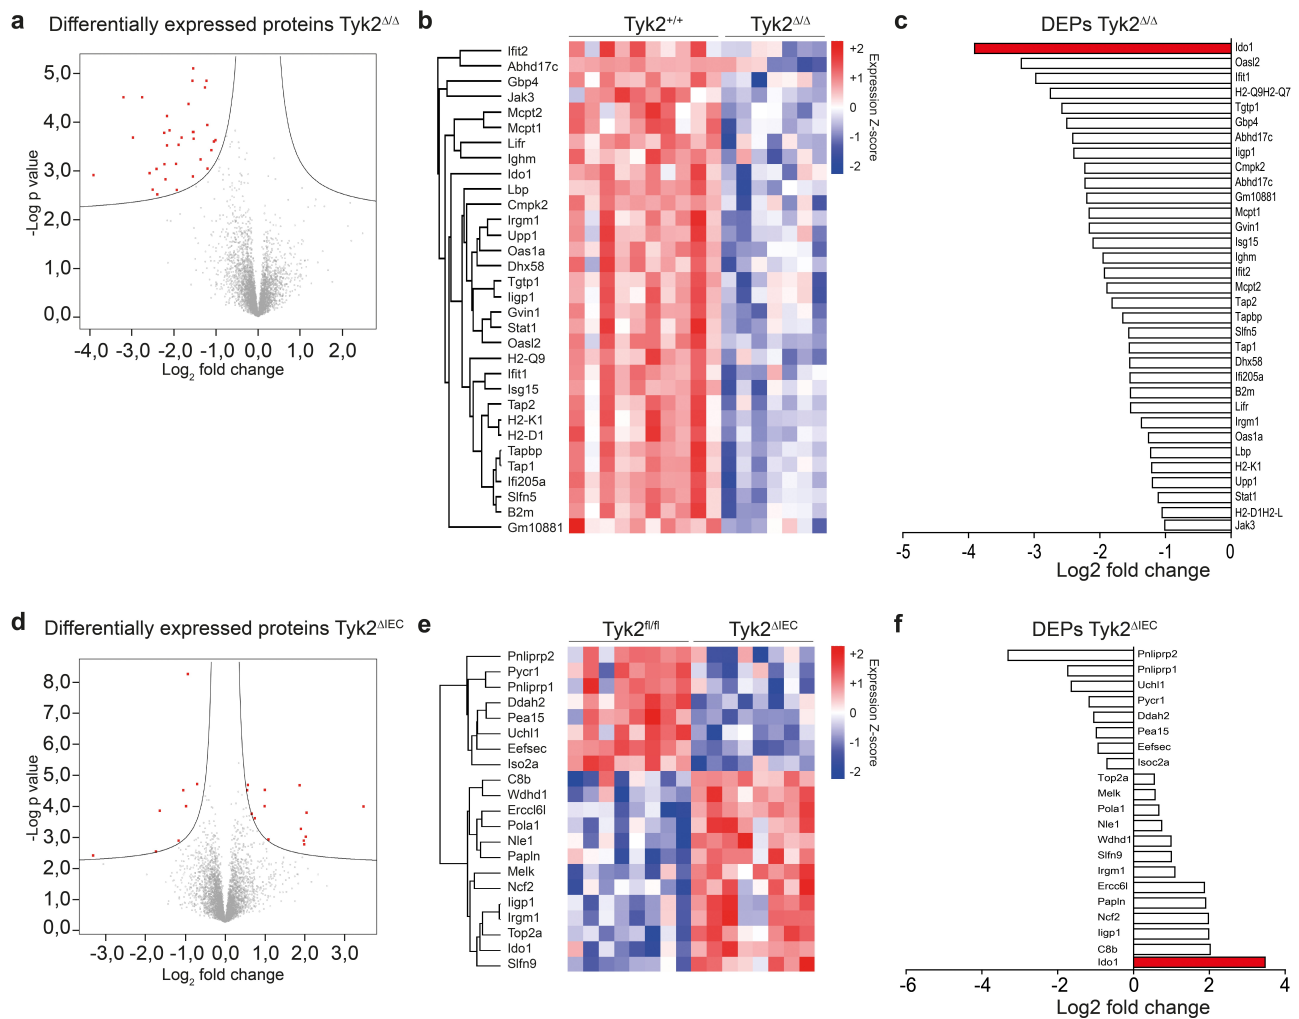 a Differentially expressed proteins Tyk2Δ/Δ
-Log p value
5,0
4,0
3,0
2,0
1,0
0,0
-4,0 -3,0 -2,0 -1,0 0,0 1,0 2,0
Log2 fold change
b Tyk2+/+ Tyk2Δ/Δ
Ifit2
Abhd17c
Gbp4
Jak3
Mcpt2
Mcpt1
Lifr
Ighm
Ido1
Lbp
Cmpk2
Irgm1
Upp1
Oas1a
Dhx58
Tgtp1
Iigp1
Gvin1
Stat1
Oasl2
H2-Q9
Ifit1
Isg15
Tap2
H2-K1
H2-D1
Tapbp
Tap1
Ifi205a
Slfn5
B2m
Gm10881
+2
+1
0
-1
-2
Expression Z-score
c DEPs Tyk2Δ/Δ
Ido1
Oasl2
Ifit1
H2-Q9H2-Q7
Tgtp1
Gbp4
Abhd17c
Iigp1
Cmpk2
Abhd17c
Gm10881
Mcpt1
Gvin1
Isg15
Ighm
Ifit2
Mcpt2
Tap2
Tapbp
Slfn5
Tap1
Dhx58
Ifi205a
B2m
Lifr
Irgm1
Oas1a
Lbp
H2-K1
Upp1
Stat1
H2-D1H2-L
Jak3
-5 -4 -3 -2 -1 0
Log2 fold change
d Differentially expressed proteins Tyk2ΔIEC
-Log p value
8,0
7,0
6,0
5,0
4,0
3,0
2,0
1,0
0,0
-3,0 -2,0 -1,0 0,0 1,0 2,0 3,0
Log2 fold change
e Tyk2fl/fl Tyk2ΔIEC
Pnliprp2
Pycr1
Pnliprp1
Ddah2
Pea15
Uchl1
Eefsec
Iso2a
C8b
Wdhd1
Erccl6l
Pola1
Nle1
Papln
Melk
Ncf2
Iigp1
Irgm1
Top2a
Ido1
Slfn9
+2
+1
0
-1
-2
Expression Z-score
f DEPs Tyk2ΔIEC
Pnliprp2
Pnliprp1
Uchl1
Pycr1
Ddah2
Pea15
Eefsec
Isoc2a
Top2a
Melk
Pola1
Nle1
Wdhd1
Slfn9
Irgm1
Ercc6l
Papln
Ncf2
Iigp1
C8b
Ido1
-6 -4 -2 0 2 4
Log2 fold change